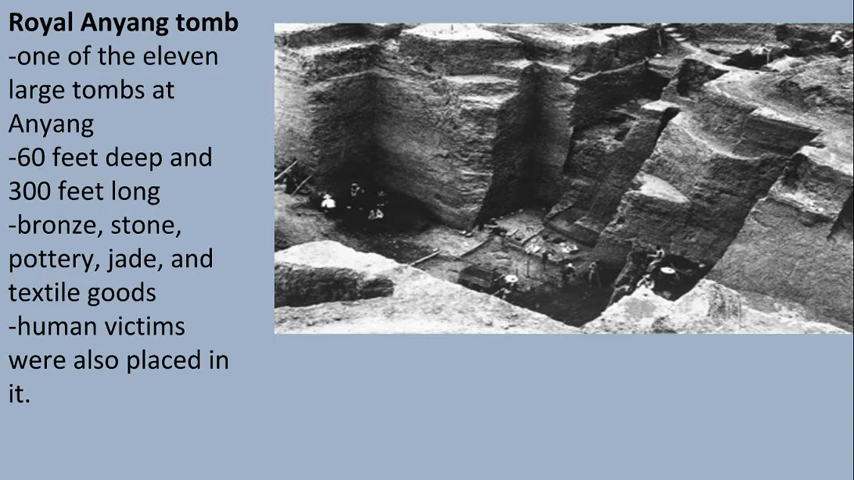 Royal Anyang tomb
-one of the eleven
large tombs at
Anyang
-60 feet deep and
300 feet long
-bronze, stone,
pottery, jade, and
textile goods
-human victims
were also placed in
it.